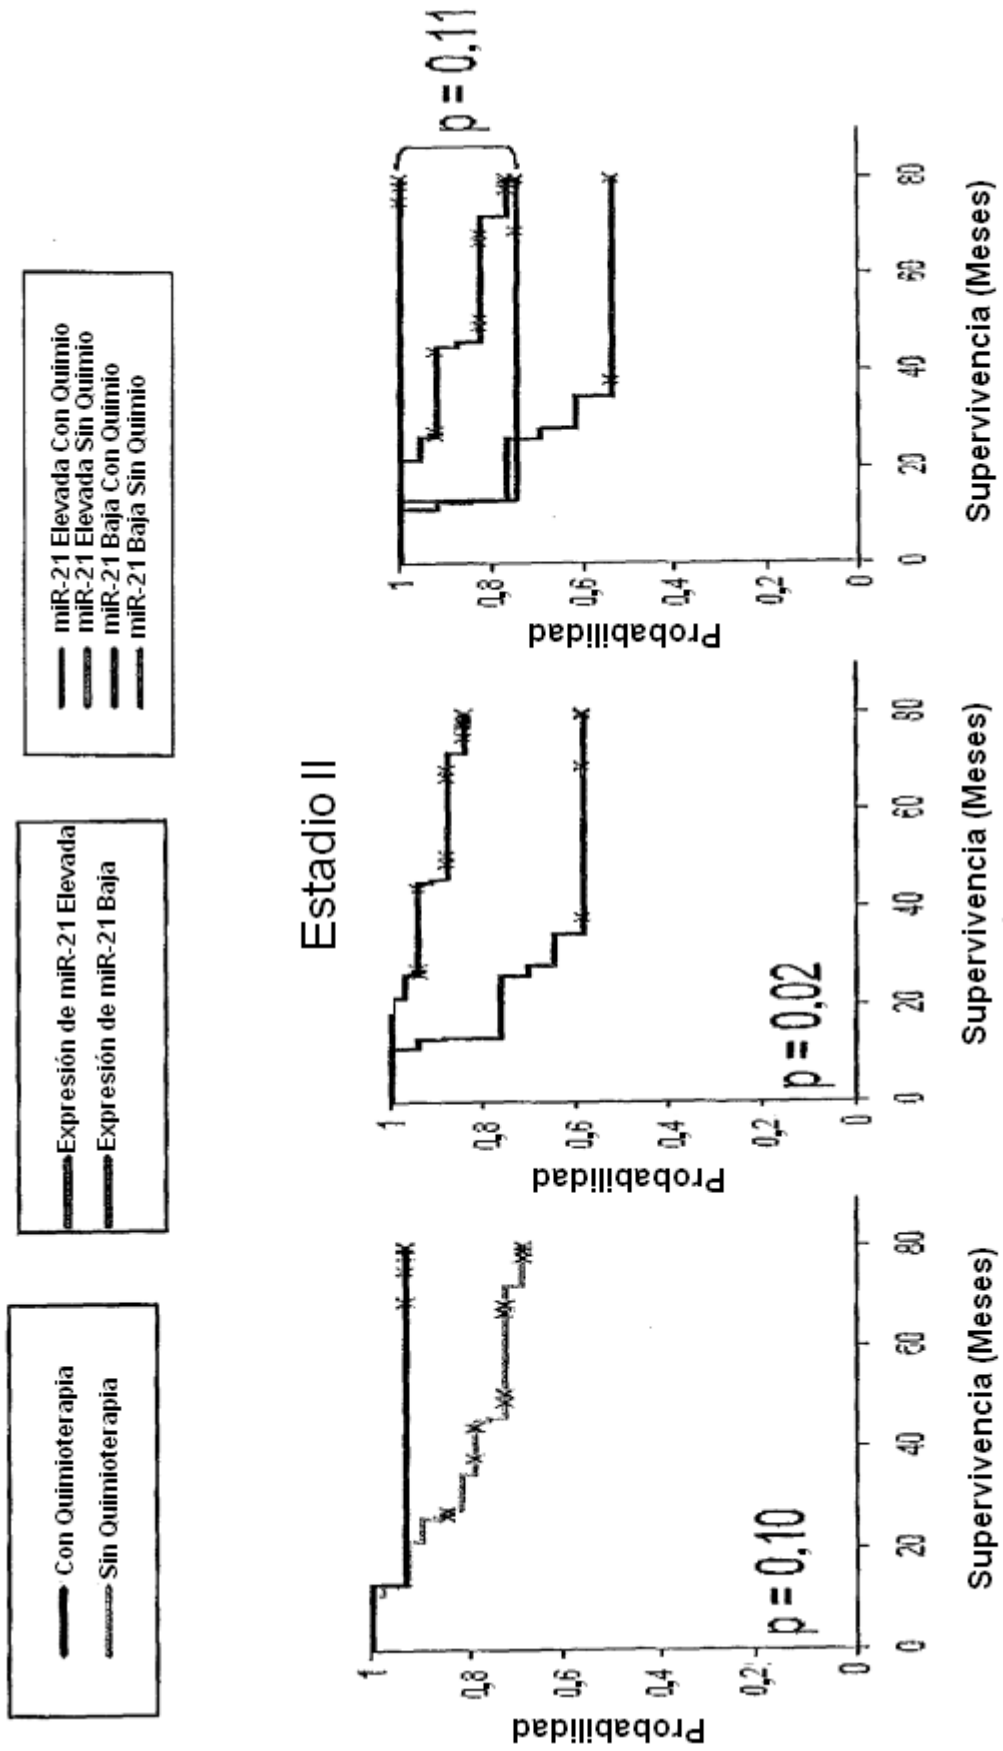 Con Quimioterapia
Sin Quimioterapia
Expresión de miR-21 Elevada
Expresión de miR-21 Baja
miR-21 Elevada Con Quimio
miR-21 Elevada Sin Quimio
miR-21 Baja Con Quimio
miR-21 Baja Sin Quimio
Estadio II
Probabilidad
1
0,8
0,6
0,4
0,2
0
p = 0,10
0 20 40 60 80
Supervivencia (Meses)
Probabilidad
1
0,8
0,6
0,4
0,2
0
p = 0,02
0 20 40 60 80
Supervivencia (Meses)
Probabilidad
1
0,8
0,6
0,4
0,2
0
p = 0,11
0 20 40 60 80
Supervivencia (Meses)